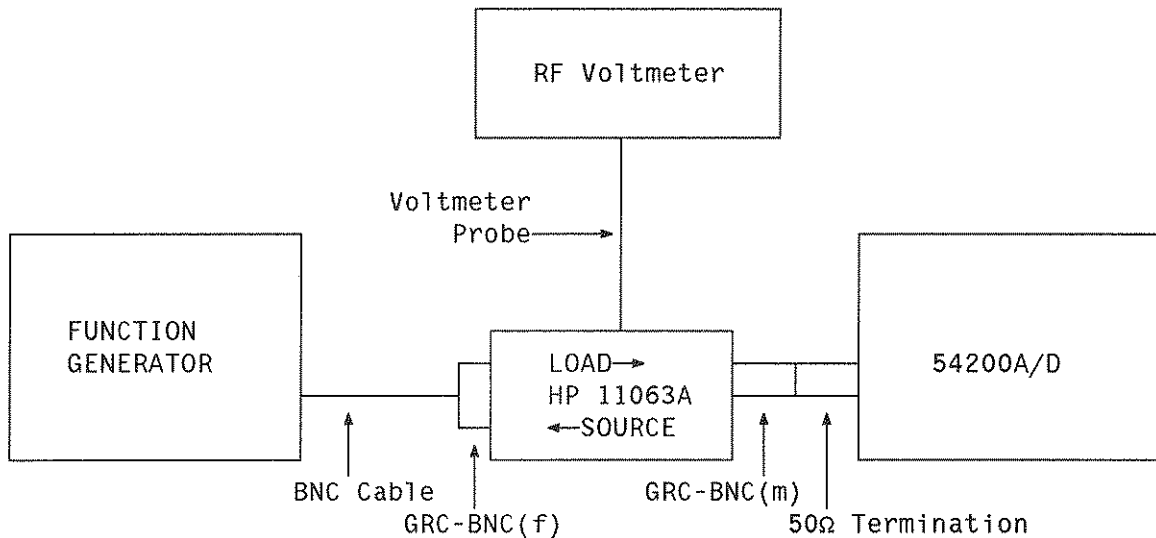 RF Voltmeter
Voltmeter
Probe
FUNCTION
GENERATOR
LOAD→
HP 11063A
←SOURCE
54200A/D
BNC Cable
GRC-BNC(f)
GRC-BNC(m)
50Ω Termination